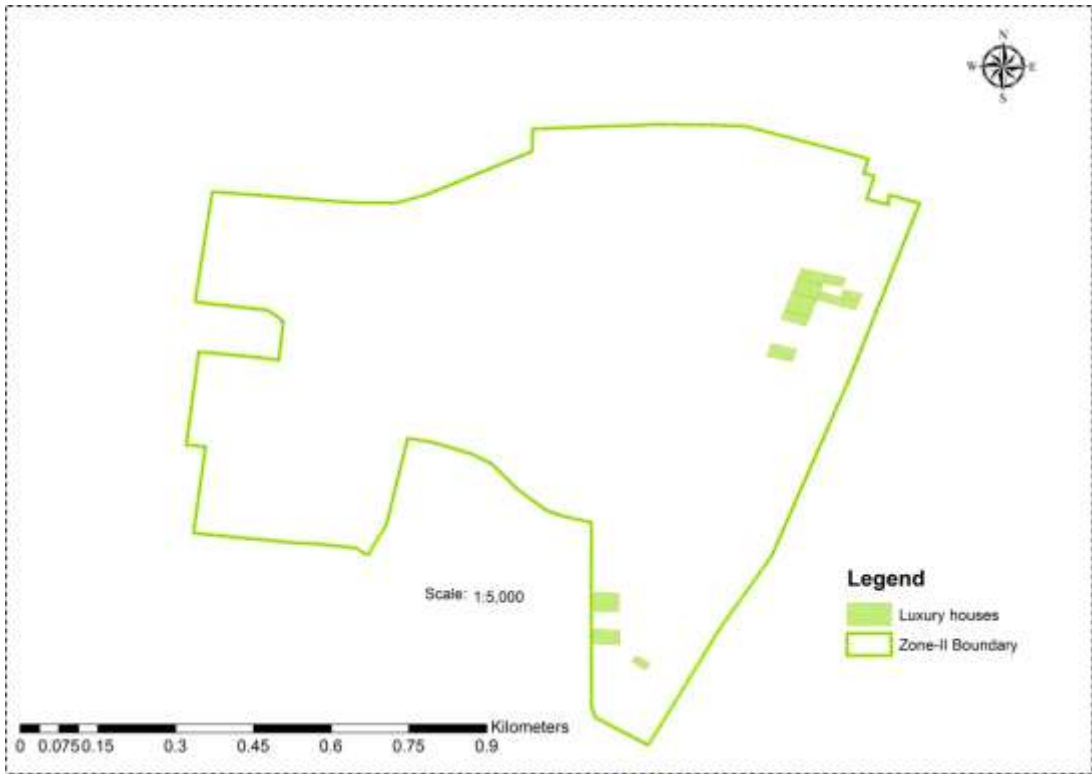 N
W E
S
Scale: 1:5,000
Legend
Luxury houses
Zone-II Boundary
Kilometers
0 0.075 0.15 0.3 0.45 0.6 0.75 0.9